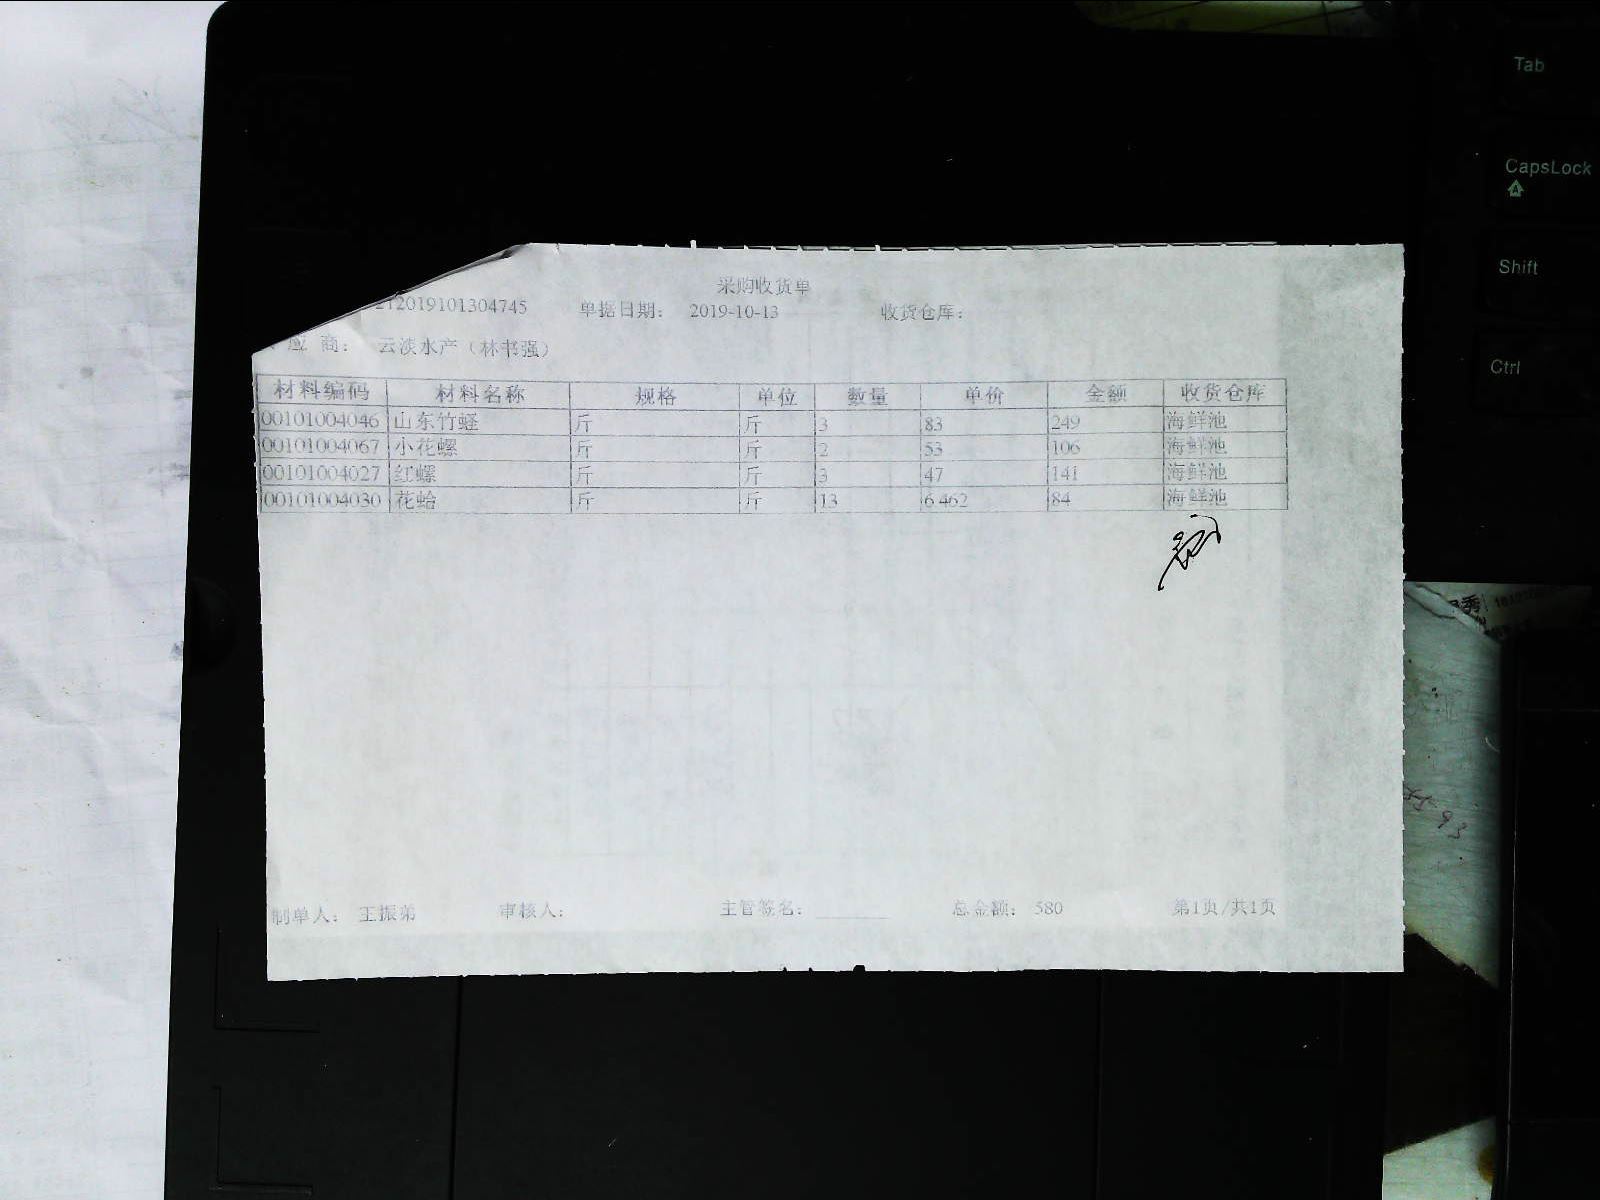 采购收货单
2019101304745 单据日期: 2019-10-13 收货仓库:
应 商: 云淡水产(林书强)
材料编码 材料名称 规格 单位 数量 单价 金额 收货仓库
00101004046 山东竹蛏 斤 斤 3 83 249 海鲜池
00101004067 小花螺 斤 斤 2 53 106 海鲜池
00101004027 红螺 斤 斤 3 47 141 海鲜池
00101004030 花蛤 斤 斤 13 6.462 84 海鲜池
制单人: 王振弟 审核人: 主管签名: 总金额: 580 第1页/共1页
Tab
CapsLock
Shift
Ctrl